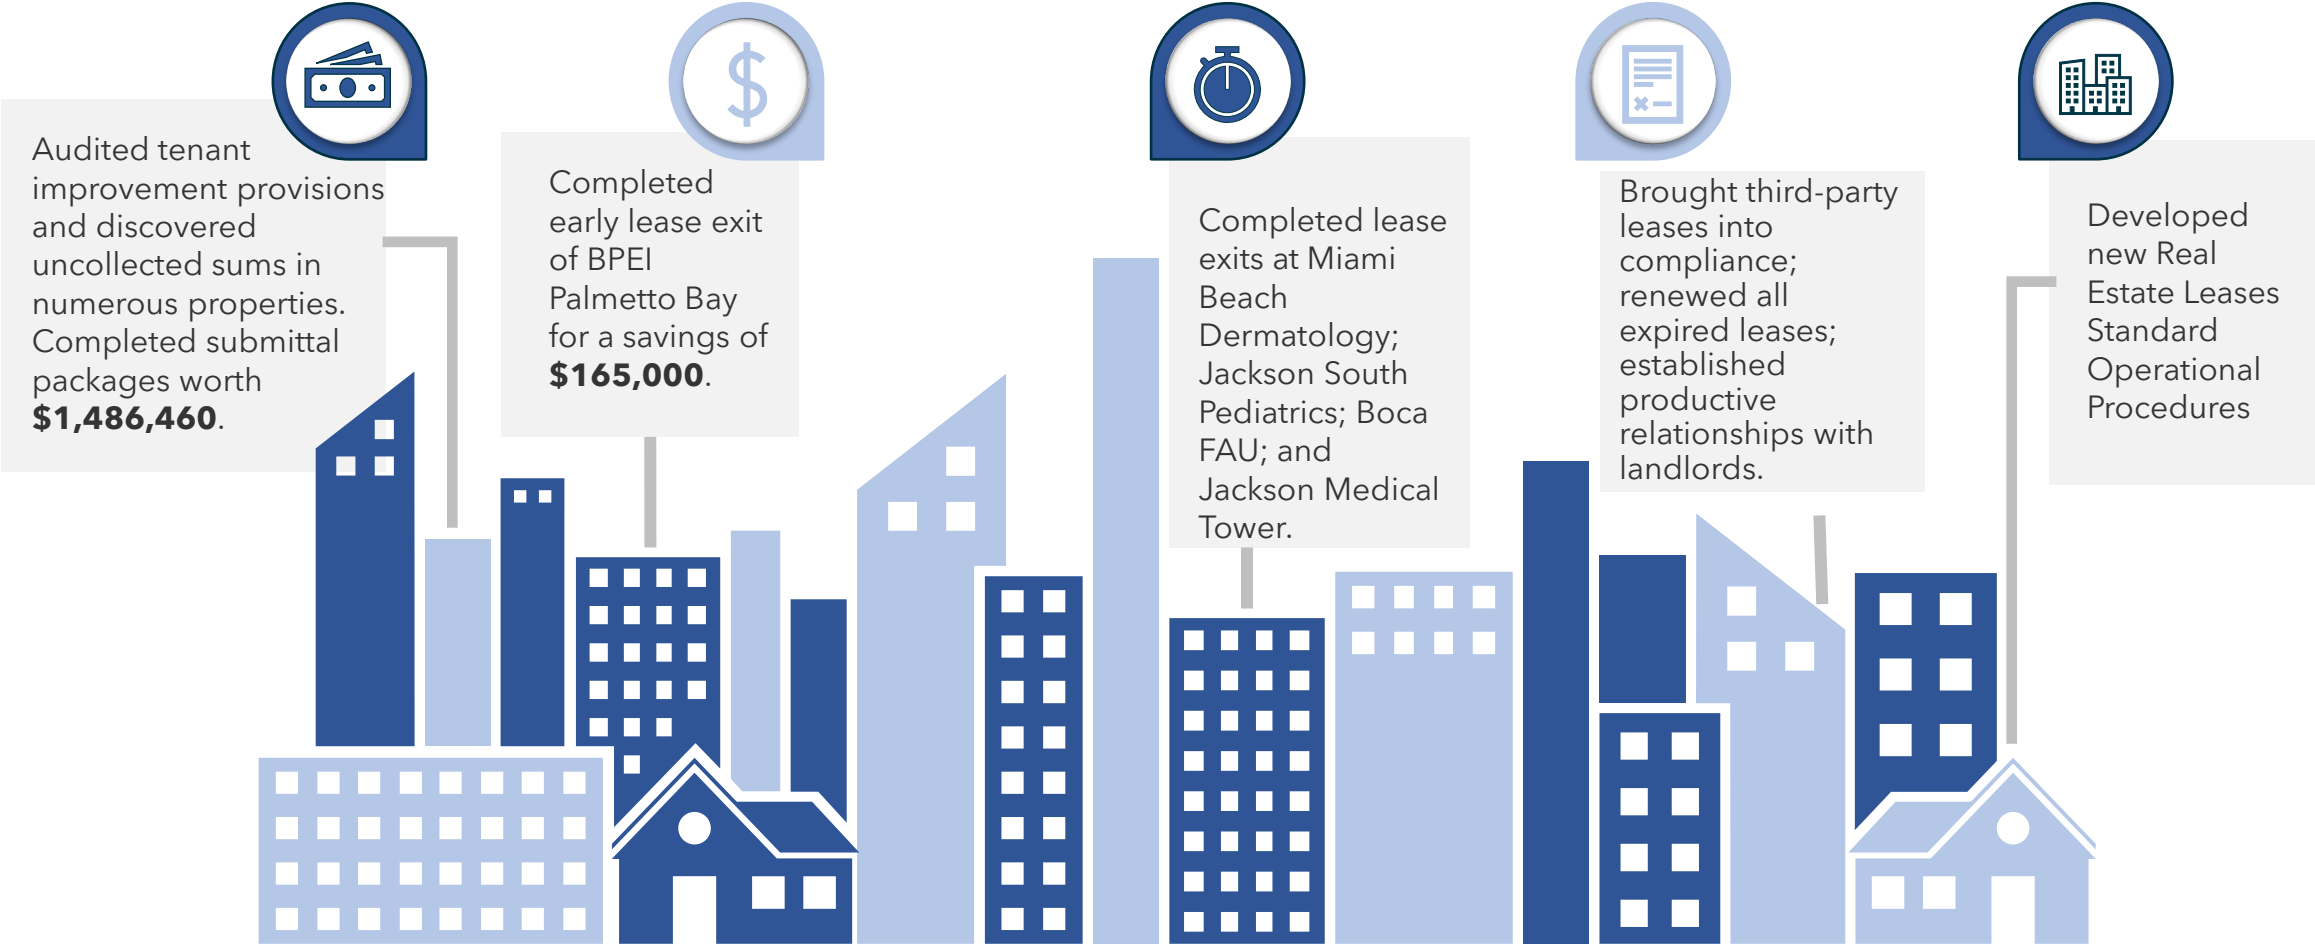 Audited tenant
improvement provisions
and discovered
uncollected sums in
numerous properties.
Completed submittal
packages worth
$1,486,460.
Completed
early lease exit
of BPEI
Palmetto Bay
for a savings of
$165,000.
Completed lease
exits at Miami
Beach
Dermatology;
Jackson South
Pediatrics; Boca
FAU; and
Jackson Medical
Tower.
Brought third-party
leases into
compliance;
renewed all
expired leases;
established
productive
relationships with
landlords.
Developed
new Real
Estate Leases
Standard
Operational
Procedures